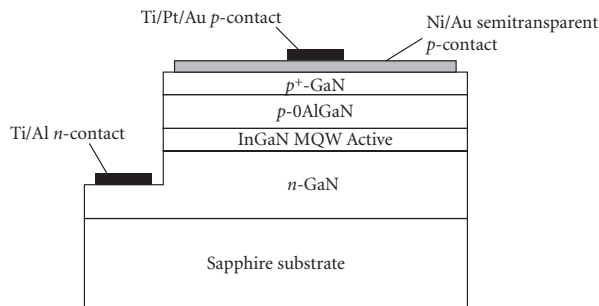 Ti/Pt/Au p-contact
Ni/Au semitransparent
p-contact
p⁺-GaN
p-0AlGaN
Ti/Al n-contact
InGaN MQW Active
n-GaN
Sapphire substrate